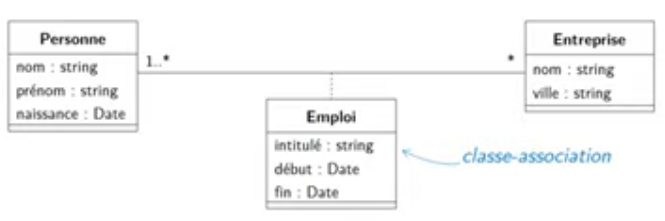 Personne
nom : string
prénom : string
naissance : Date
1..*
*
Entreprise
nom : string
ville : string
Emploi
intitulé : string
début : Date
fin : Date
classe-association